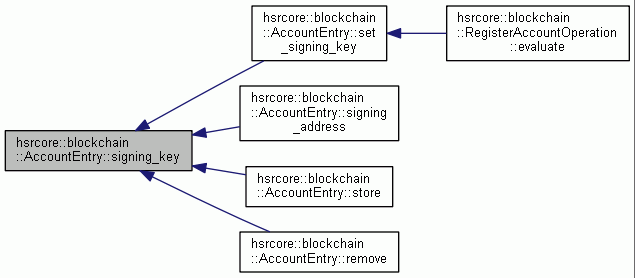 hsrcore::blockchain
::AccountEntry::signing_key
hsrcore::blockchain
::AccountEntry::set
_signing_key
hsrcore::blockchain
::RegisterAccountOperation
::evaluate
hsrcore::blockchain
::AccountEntry::signing
_address
hsrcore::blockchain
::AccountEntry::store
hsrcore::blockchain
::AccountEntry::remove